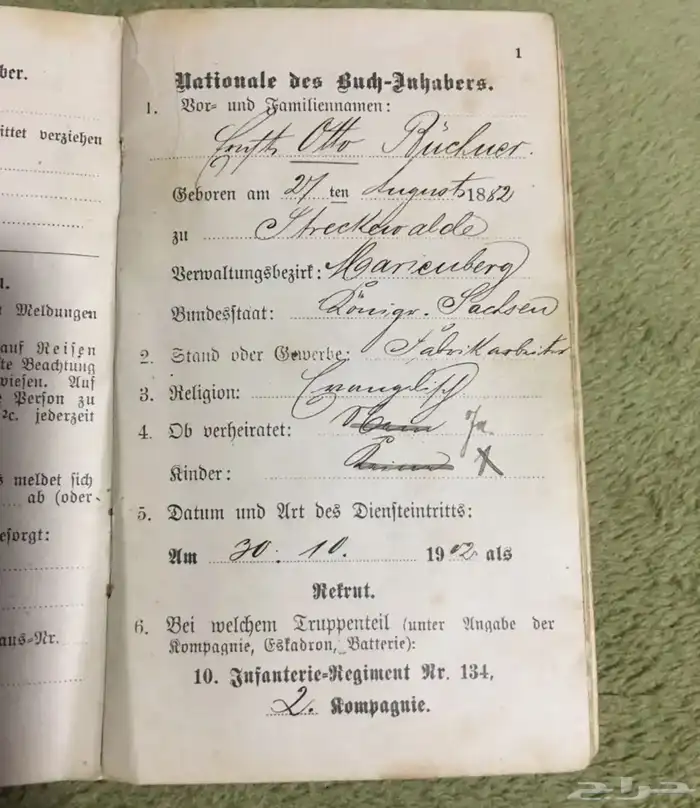 ber.
ittet verziehen
n.
Meldungen
auf Reisen
te Beachtung
wiesen. Auf
Person zu
2c. jederzeit
s meldet sich
ab (oder
esorgt:
aus-Nr.
1
Nationale des Buch-Inhabers.
1. Vor- und Familiennamen:
Ernst Otto Büchner.
Geboren am 27 ten August 1882
zu Streckewalde
Verwaltungsbezirk: Marienberg
Bundesstaat: Königr. Sachsen
2. Stand oder Gewerbe: Fabrikarbeiter
3. Religion: Evangelisch
4. Ob verheiratet: Nein Ja.
Kinder: Keine X
5. Datum und Art des Diensteintritts:
Am 30. 10. 1902 als
Rekrut.
6. Bei welchem Truppenteil (unter Angabe der
Kompagnie, Eskadron, Batterie):
10. Infanterie-Regiment Nr. 134,
2. Kompagnie.
حراج